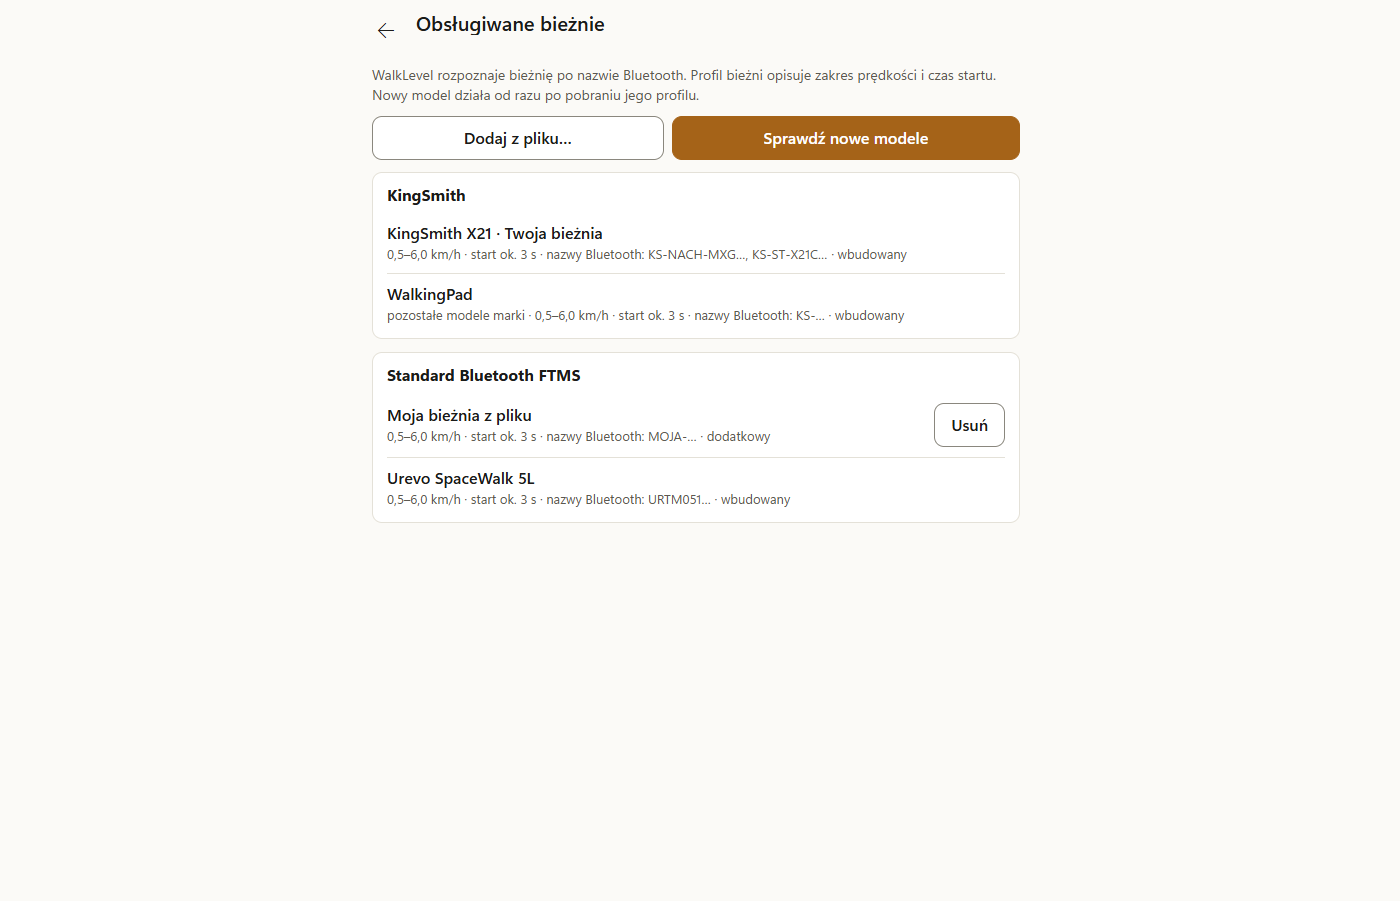 Obsługiwane bieżnie
WalkLevel rozpoznaje bieżnię po nazwie Bluetooth. Profil bieżni opisuje zakres prędkości i czas startu.
Nowy model działa od razu po pobraniu jego profilu.
Dodaj z pliku...
Sprawdź nowe modele
KingSmith
KingSmith X21 · Twoja bieżnia
0,5–6,0 km/h · start ok. 3 s · nazwy Bluetooth: KS-NACH-MXG..., KS-ST-X21C... · wbudowany
WalkingPad
pozostałe modele marki · 0,5–6,0 km/h · start ok. 3 s · nazwy Bluetooth: KS-... · wbudowany
Standard Bluetooth FTMS
Moja bieżnia z pliku
0,5–6,0 km/h · start ok. 3 s · nazwy Bluetooth: MOJA-... · dodatkowy
Usuń
Urevo SpaceWalk 5L
0,5–6,0 km/h · start ok. 3 s · nazwy Bluetooth: URTM051... · wbudowany